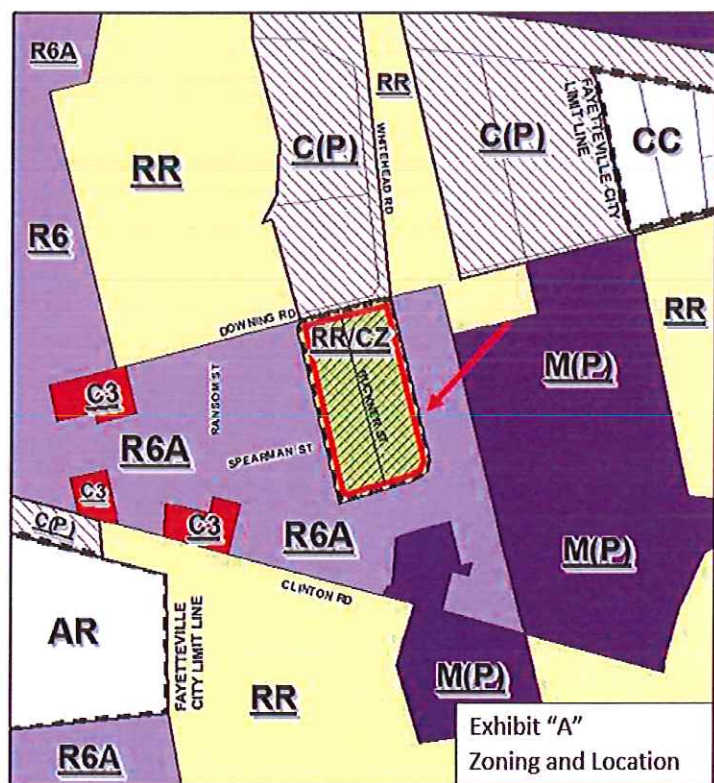 R6A
RR
RR
C(P)
WHITEHEAD RD
C(P)
FAYETTEVILLE CITY
LIMIT LINE
CC
R6
DOWNING RD
RR/CZ
TUCKNER ST
RR
M(P)
RANSOM ST
C3
R6A
SPEARMAN ST
C3
C3
R6A
C(P)
M(P)
CLINTON RD
AR
FAYETTEVILLE
CITY LIMIT LINE
RR
M(P)
R6A
Exhibit "A"
Zoning and Location